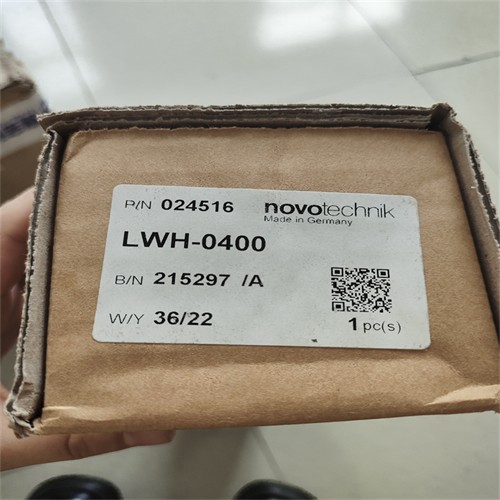 P/N 024516 novotechnik
Made in Germany
LWH-0400
B/N 215297 /A
W/Y 36/22
1 pc(s)